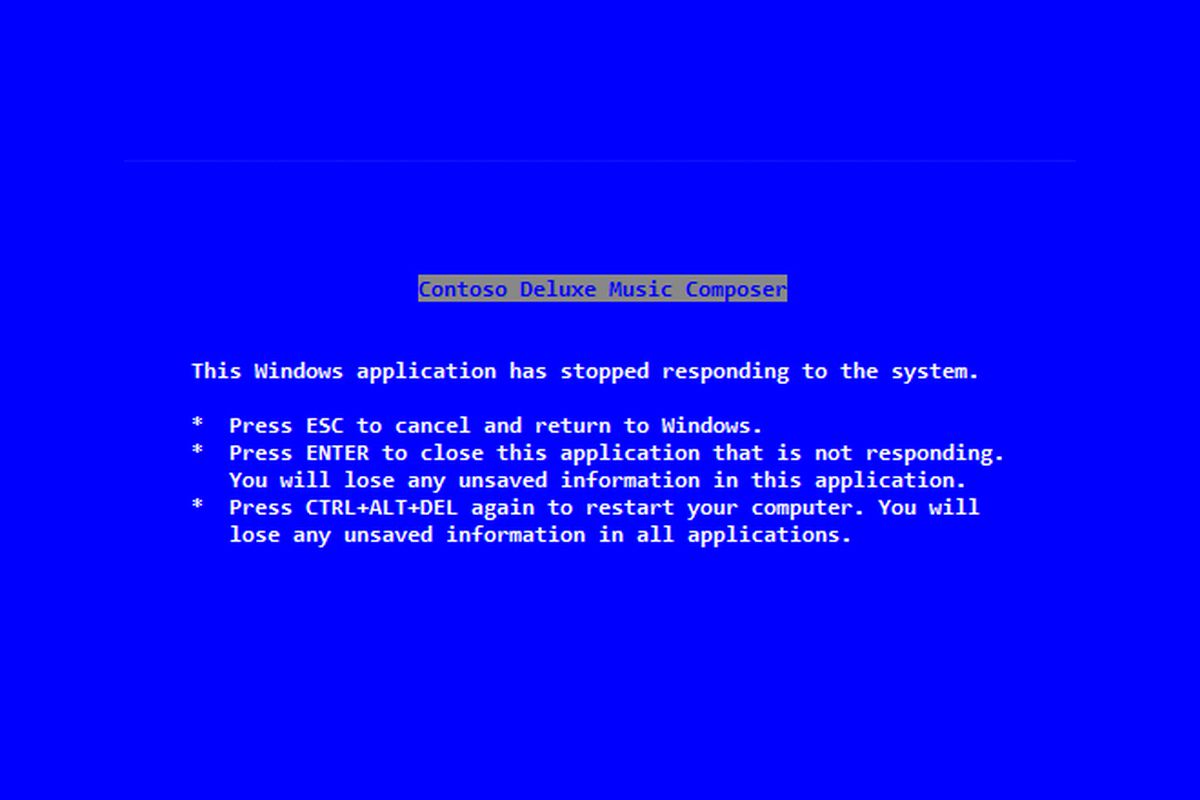 Contoso Deluxe Music Composer
This Windows application has stopped responding to the system.
* Press ESC to cancel and return to Windows.
* Press ENTER to close this application that is not responding.
You will lose any unsaved information in this application.
* Press CTRL+ALT+DEL again to restart your computer. You will
lose any unsaved information in all applications.